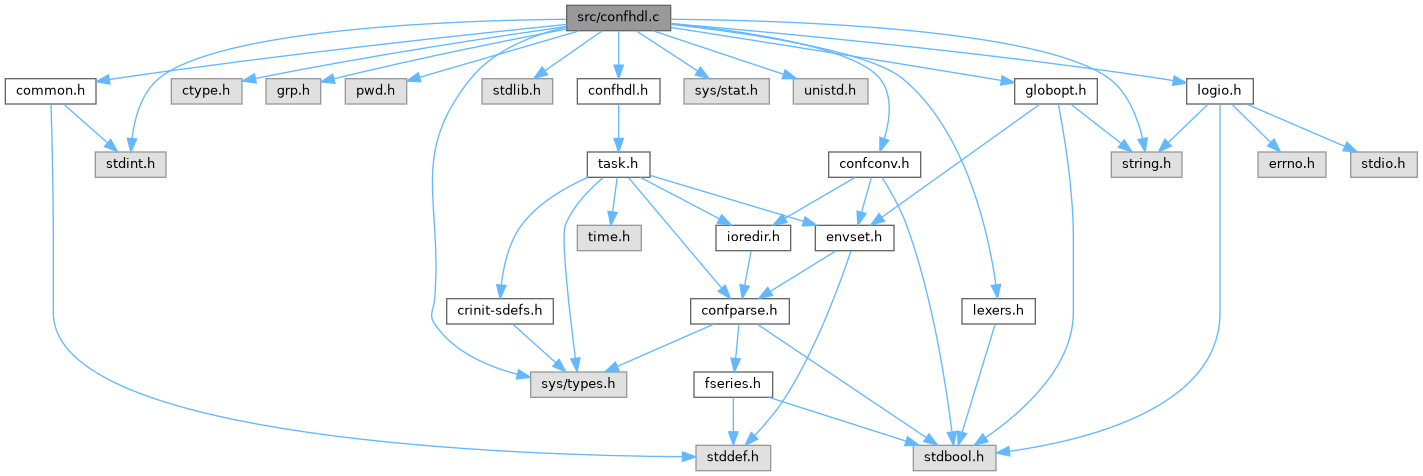 src/confhdl.c
common.h
ctype.h
grp.h
pwd.h
stdlib.h
confhdl.h
sys/stat.h
unistd.h
globopt.h
logio.h
stdint.h
task.h
confconv.h
string.h
errno.h
stdio.h
time.h
ioredir.h
envset.h
crinit-sdefs.h
confparse.h
lexers.h
sys/types.h
fseries.h
stddef.h
stdbool.h